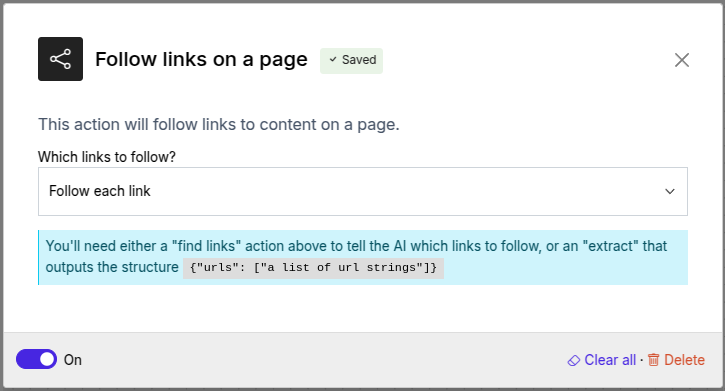 Follow links on a page
✓ Saved
This action will follow links to content on a page.
Which links to follow?
Follow each link
You'll need either a "find links" action above to tell the AI which links to follow, or an "extract" that
outputs the structure {"urls": ["a list of url strings"]}
On
Clear all · Delete